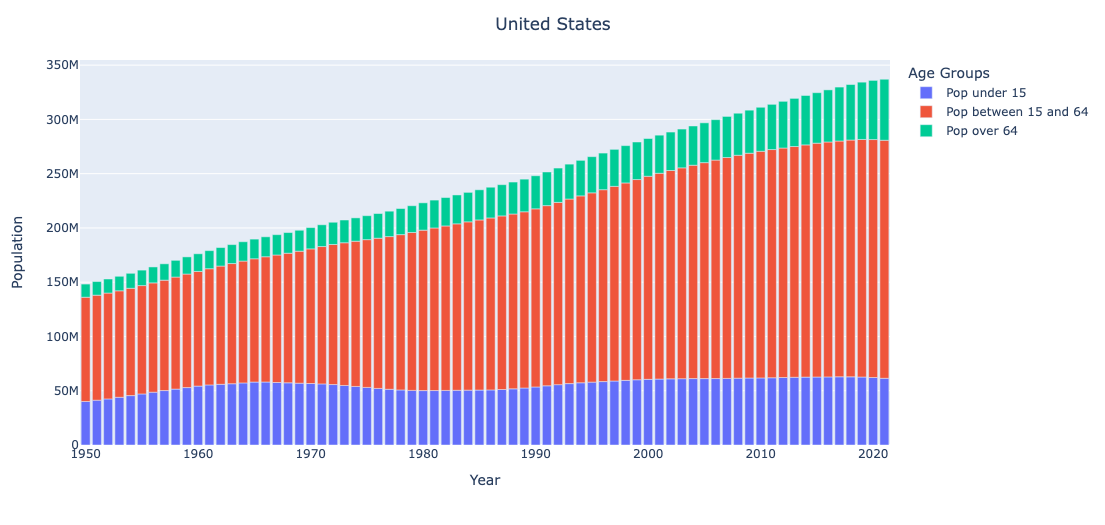 United States
Age Groups
Pop under 15
Pop between 15 and 64
Pop over 64
Population
350M
300M
250M
200M
150M
100M
50M
0
1950 1960 1970 1980 1990 2000 2010 2020
Year